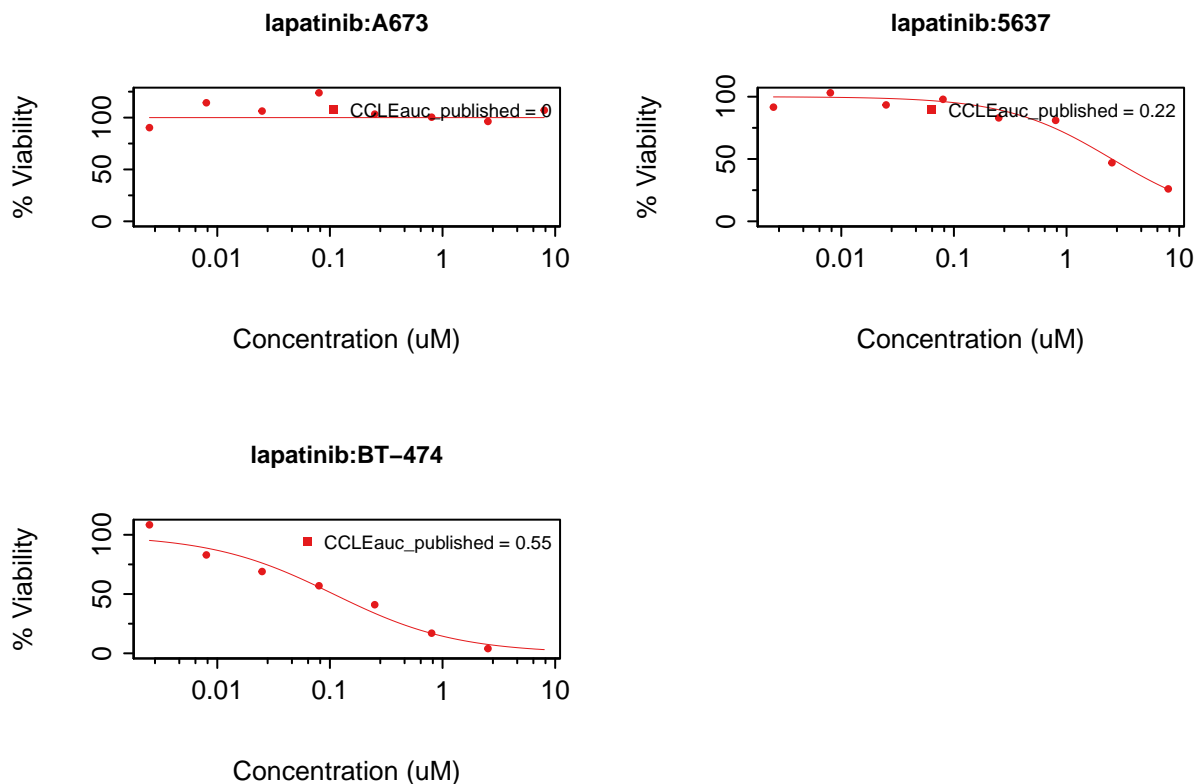 lapatinib:A673
% Viability
100
50
0
CCLEauc_published = 0
0.01 0.1 1 10
Concentration (uM)
lapatinib:5637
% Viability
100
50
0
CCLEauc_published = 0.22
0.01 0.1 1 10
Concentration (uM)
lapatinib:BT−474
% Viability
100
50
0
CCLEauc_published = 0.55
0.01 0.1 1 10
Concentration (uM)